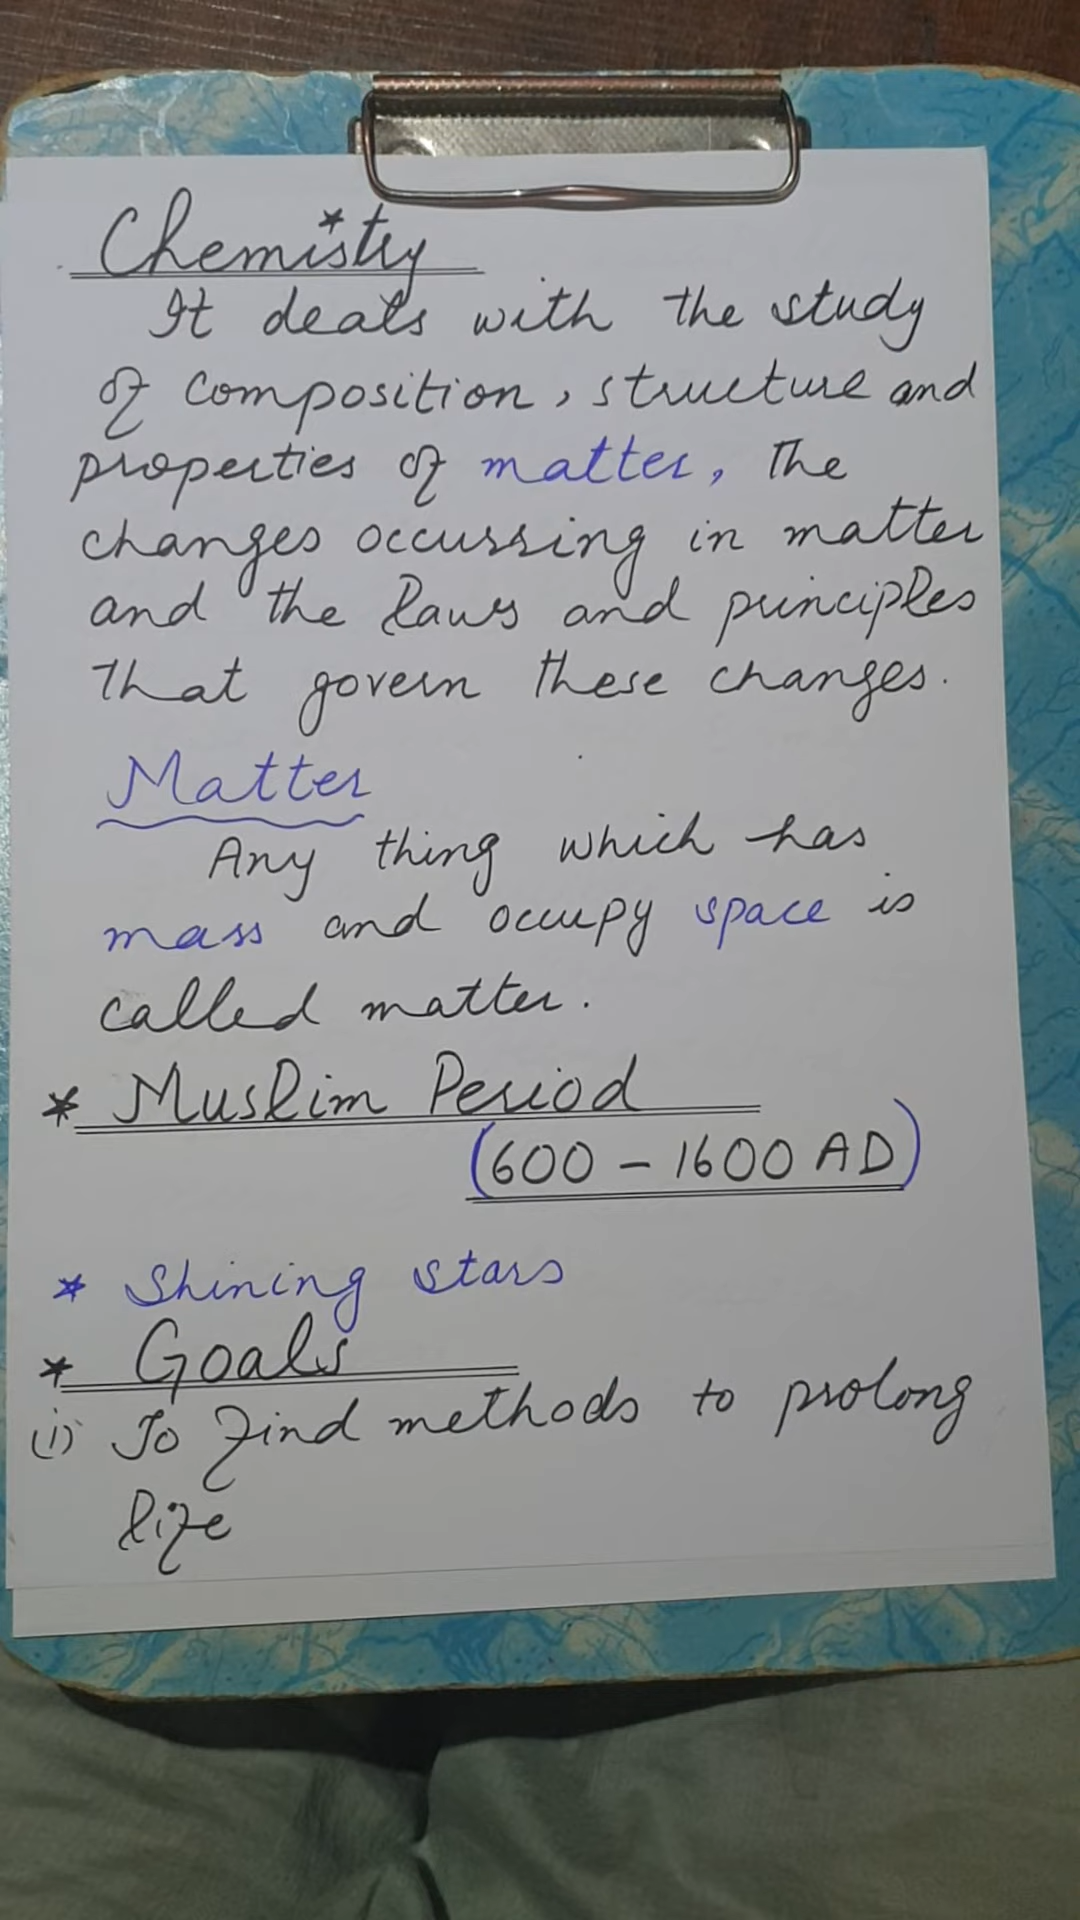 Chemistry
It deals with the study
of composition, structure and
properties of matter, The
changes occurring in matter
and the laws and principles
That govern these changes.
Matter
Any thing which has
mass and occupy space is
called matter.
* Muslim Period
(600 - 1600 AD)
* Shining stars
* Goals
(i) To find methods to prolong
life